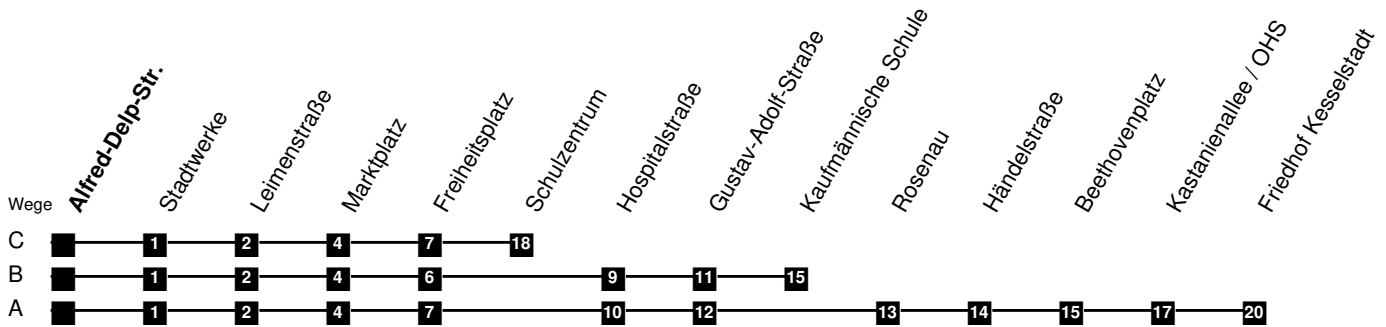 Alfred-Delp-Str.
Stadtwerke
Leimenstraße
Marktplatz
Freiheitsplatz
Schulzentrum
Hospitalstraße
Gustav-Adolf-Straße
Kaufmännische Schule
Rosenau
Händelstraße
Beethovenplatz
Kastanienallee / OHS
Friedhof Kesselstadt
Wege
C 1 2 4 7 18
B 1 2 4 6 9 11 15
A 1 2 4 7 10 12 13 14 15 17 20